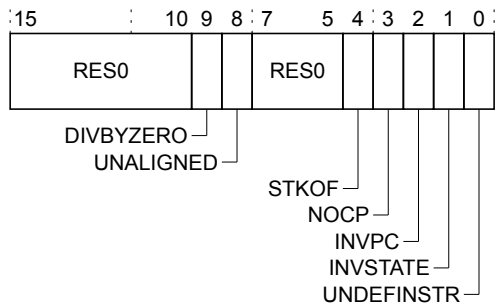 15 10 9 8 7 5 4 3 2 1 0
RES0 RES0
DIVBYZERO
UNALIGNED
STKOF
NOCP
INVPC
INVSTATE
UNDEFINSTR